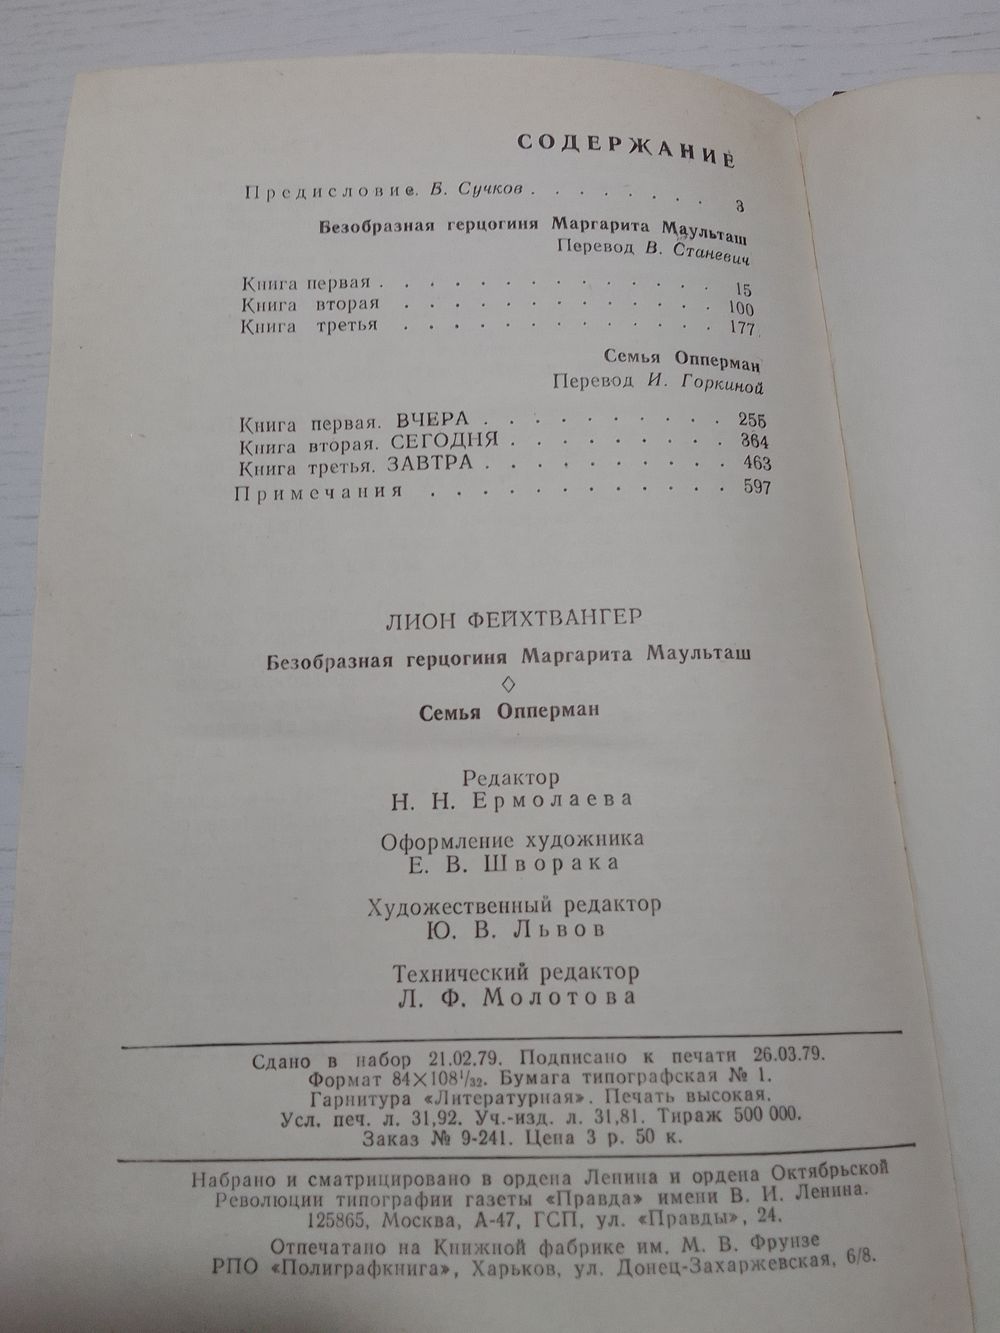 СОДЕРЖАНИЕ
Предисловие. Б. Сучков . . . . . . . 3
Безобразная герцогиня Маргарита Маульташ
Перевод В. Станевич
Книга первая . . . . . . . . . . . . . 15
Книга вторая . . . . . . . . . . . . 100
Книга третья . . . . . . . . . . . . 177
Семья Опперман
Перевод И. Горкиной
Книга первая. ВЧЕРА . . . . . . . . . . 255
Книга вторая. СЕГОДНЯ . . . . . . . . . 364
Книга третья. ЗАВТРА . . . . . . . . . . 463
Примечания . . . . . . . . . . . . 597
ЛИОН ФЕЙХТВАНГЕР
Безобразная герцогиня Маргарита Маульташ
◊
Семья Опперман
Редактор
Н. Н. Ермолаева
Оформление художника
Е. В. Шворака
Художественный редактор
Ю. В. Львов
Технический редактор
Л. Ф. Молотова
Сдано в набор 21.02.79. Подписано к печати 26.03.79.
Формат 84×108¹/₃₂. Бумага типографская № 1.
Гарнитура «Литературная». Печать высокая.
Усл. печ. л. 31,92. Уч.-изд. л. 31,81. Тираж 500 000.
Заказ № 9-241. Цена 3 р. 50 к.
Набрано и сматрицировано в ордена Ленина и ордена Октябрьской
Революции типографии газеты «Правда» имени В. И. Ленина.
125865, Москва, А-47, ГСП, ул. «Правды», 24.
Отпечатано на Книжной фабрике им. М. В. Фрунзе
РПО «Полиграфкнига», Харьков, ул. Донец-Захаржевская, 6/8.